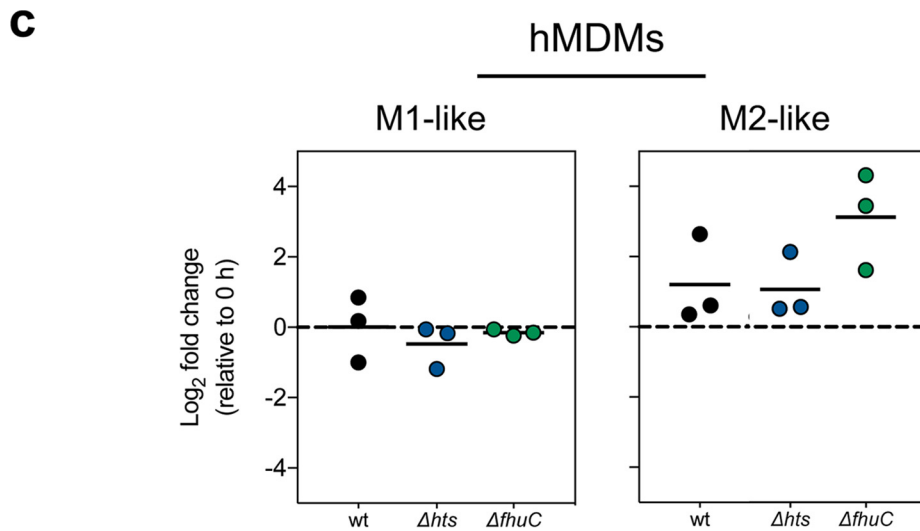 c
hMDMs
M1-like
M2-like
Log₂ fold change
(relative to 0 h)
4
2
0
-2
-4
wt
Δhts
ΔfhuC
wt
Δhts
ΔfhuC